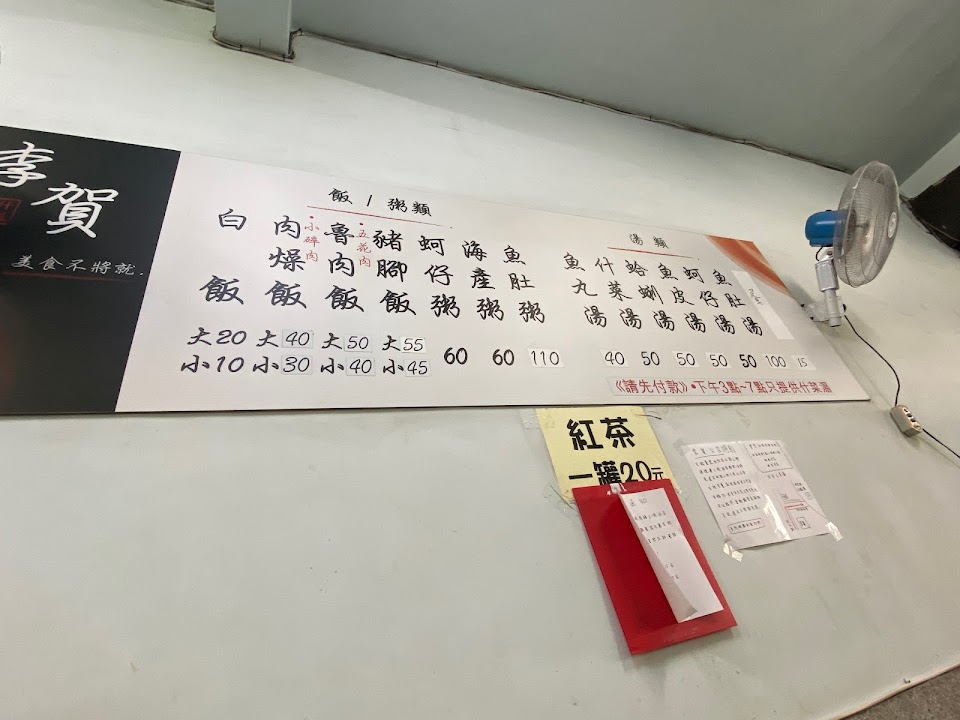 李賀
美食不將就.
飯 / 粥類
白飯 大20 小10
肉燥飯 •小碎肉 大40 小30
魯肉飯 •五花肉 大50 小40
豬腳飯 大55 小45
蚵仔粥 60
海產粥 60
魚肚粥 110
湯類
魚丸湯 40
什菜湯 50
蛤蜊湯 50
魚皮湯 50
蚵仔湯 50
魚肚湯 100
蛋 15
《請先付款》•下午3點~7點只提供什菜湯
紅茶
一罐20元